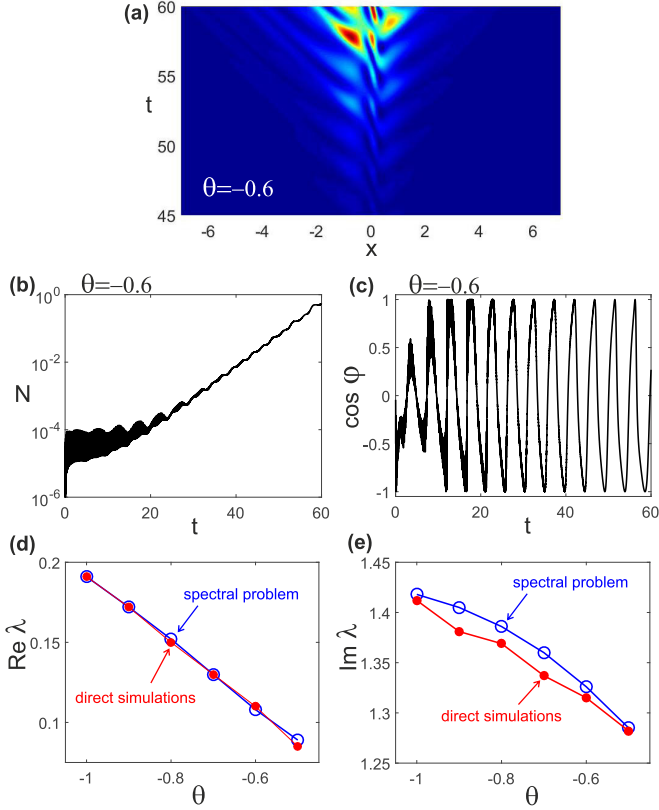 (a)
60
55
t
50
θ=–0.6
45
-6 -4 -2 0 2 4 6
x
(b) θ=–0.6
10^0
10^-2
N
10^-4
10^-6
0 20 40 60
t
(c) θ=–0.6
1
0.5
cos φ
0
-0.5
-1
0 10 20 30 40 50 60
t
(d)
0.2
spectral problem
Re λ
0.15
direct simulations
0.1
-1 -0.8 -0.6
θ
(e)
1.45
spectral problem
1.4
Im λ
1.35
direct simulations
1.3
1.25
-1 -0.8 -0.6
θ